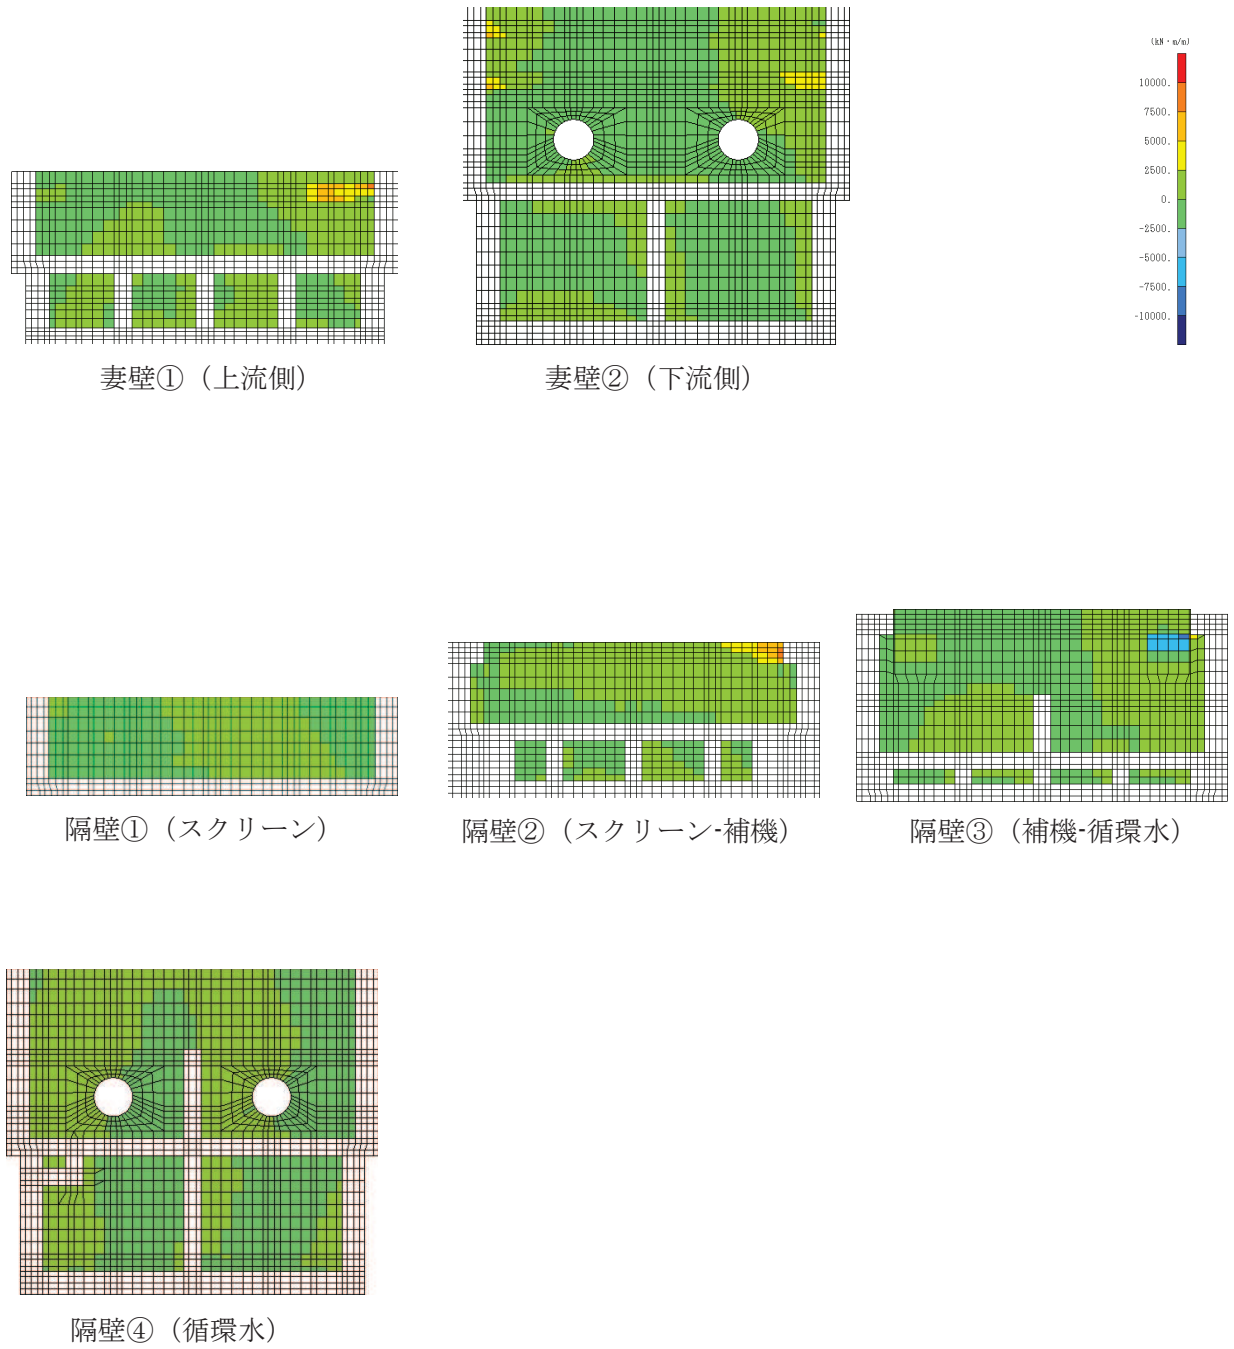 (kN・m/m)
10000.
7500.
5000.
2500.
0.
-2500.
-5000.
-7500.
-10000.
妻壁①（上流側）
妻壁②（下流側）
隔壁①（スクリーン）
隔壁②（スクリーン-補機）
隔壁③（補機-循環水）
隔壁④（循環水）